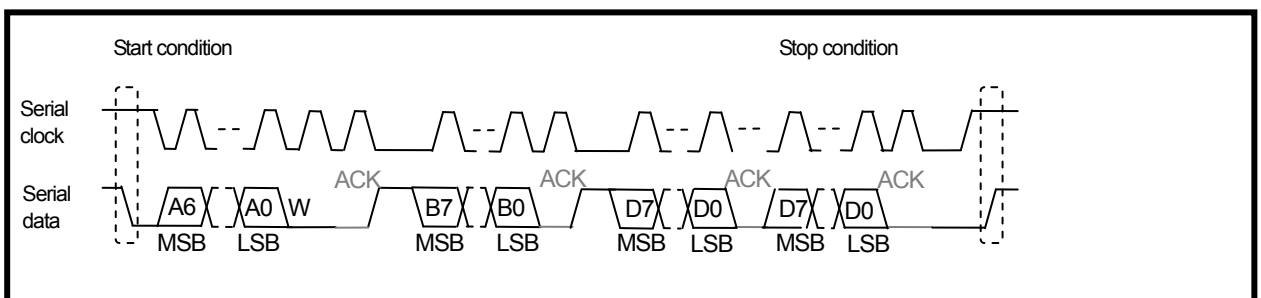 Start condition Stop condition
Serial
clock
ACK ACK ACK ACK
Serial
data
A6 A0 W B7 B0 D7 D0 D7 D0
MSB LSB MSB LSB MSB LSB MSB LSB